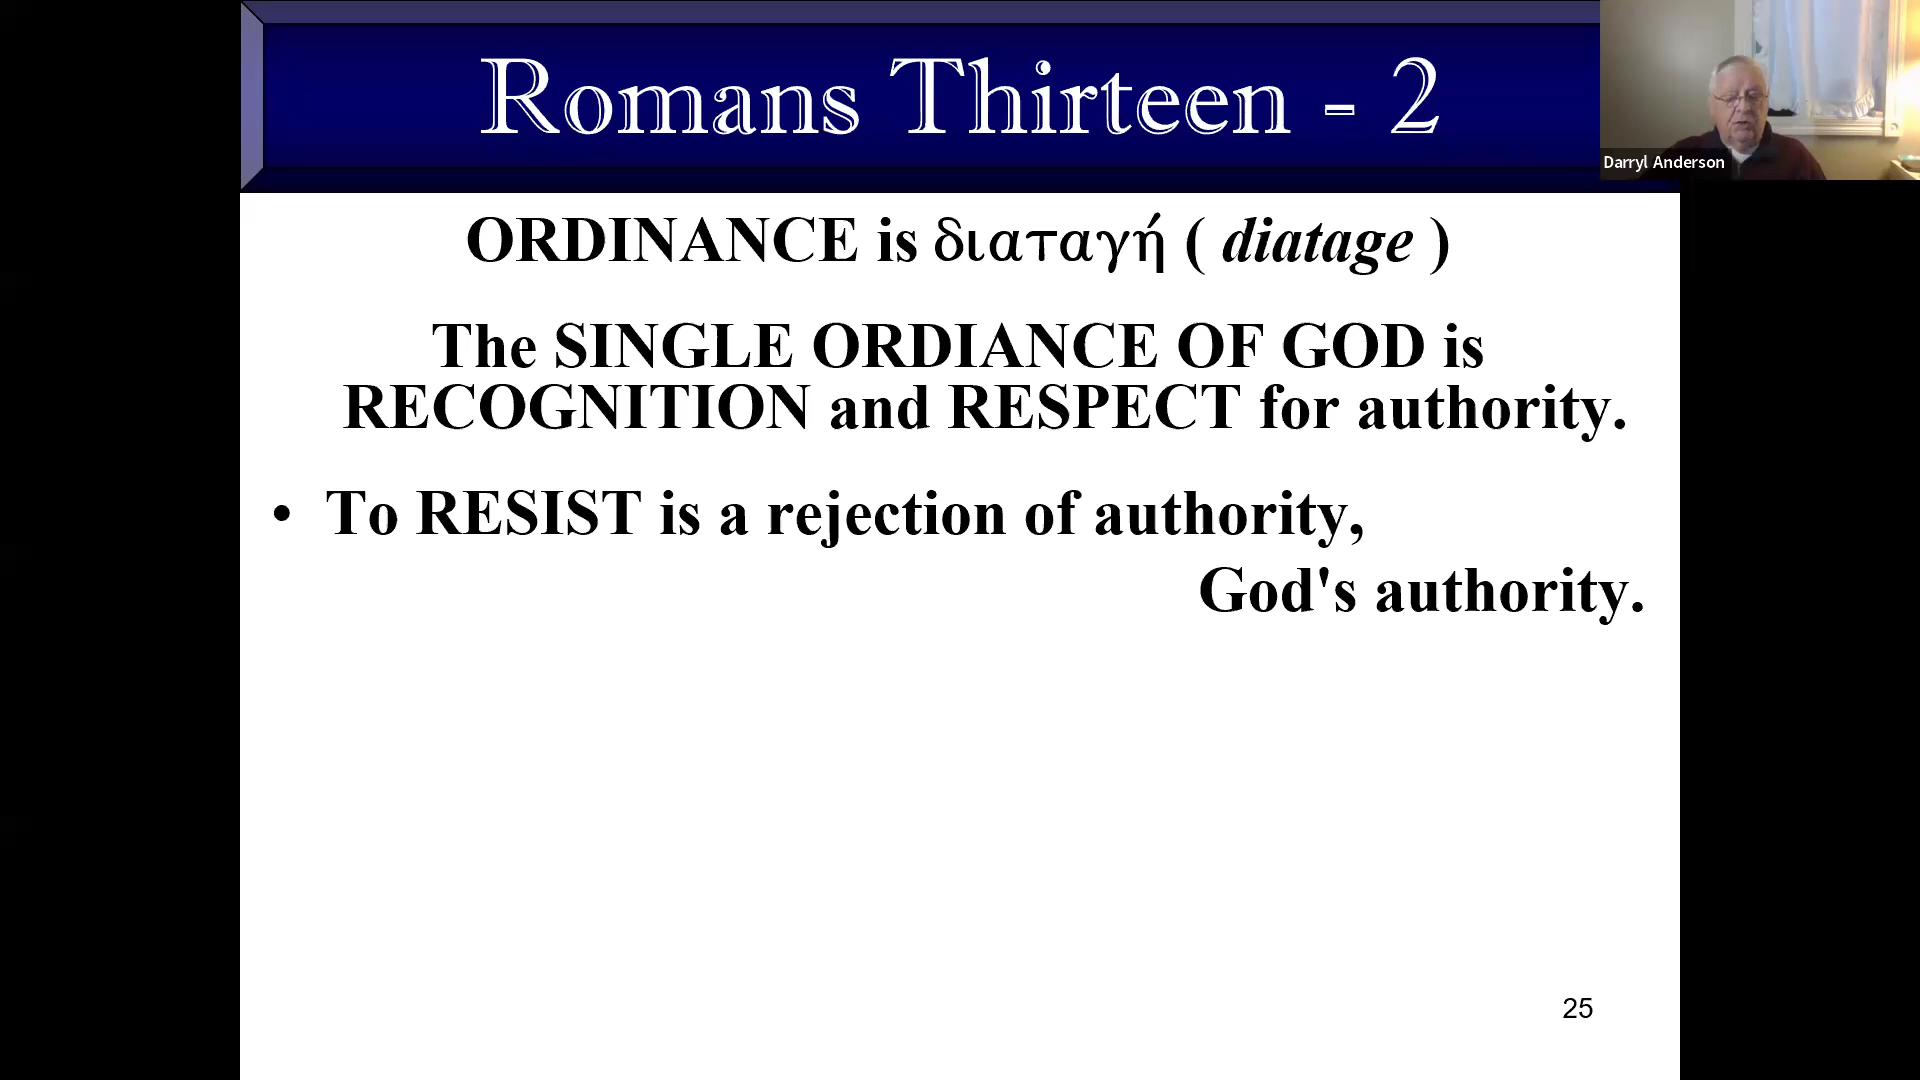 Romans Thirteen - 2
Darryl Anderson
ORDINANCE is διαταγή ( diatage )
The SINGLE ORDIANCE OF GOD is
RECOGNITION and RESPECT for authority.
• To RESIST is a rejection of authority,
God's authority.
25